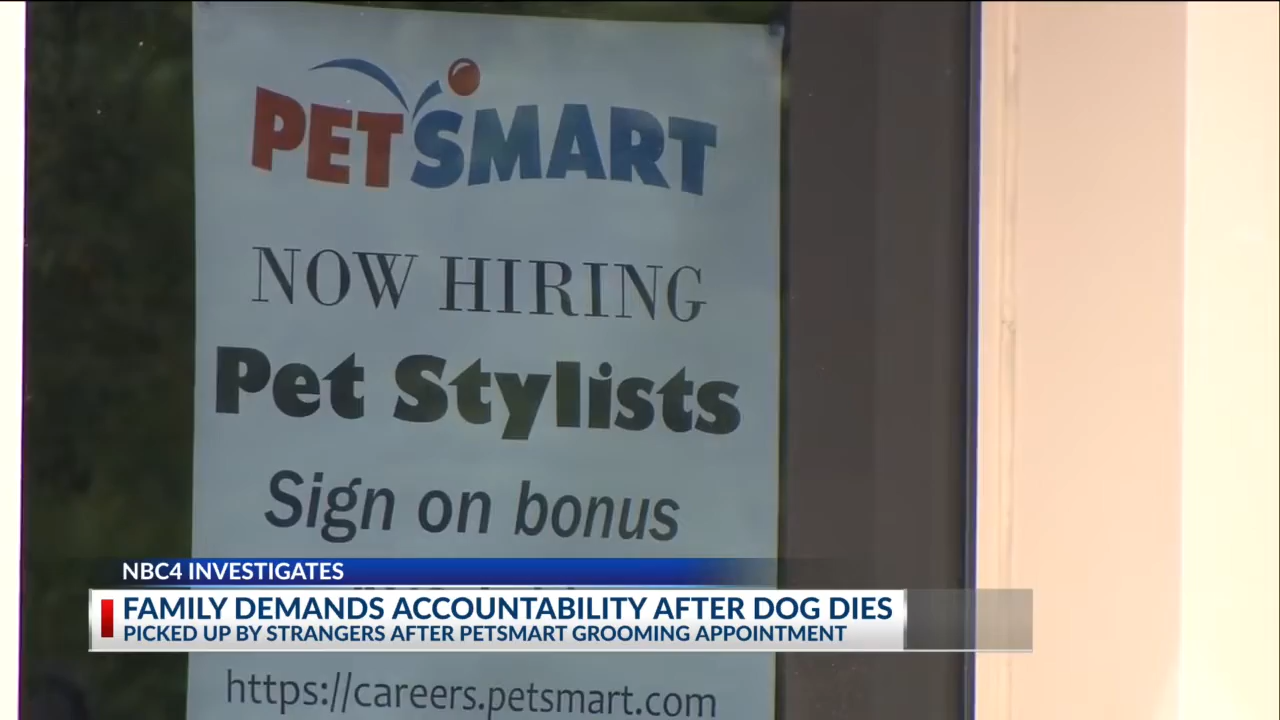 PETSMART
NOW HIRING
Pet Stylists
Sign on bonus
NBC4 INVESTIGATES
FAMILY DEMANDS ACCOUNTABILITY AFTER DOG DIES
PICKED UP BY STRANGERS AFTER PETSMART GROOMING APPOINTMENT
https://careers.petsmart.com